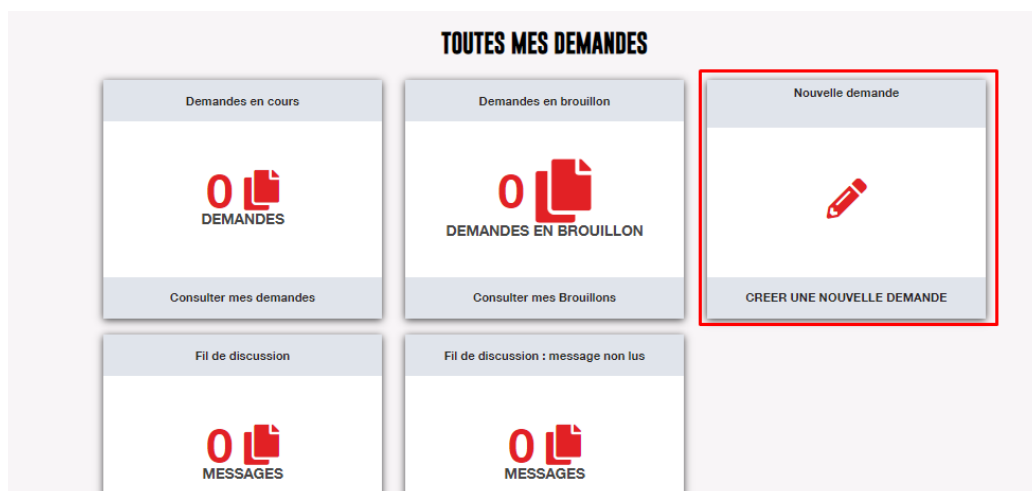 TOUTES MES DEMANDES
Demandes en cours
0
DEMANDES
Consulter mes demandes
Demandes en brouillon
0
DEMANDES EN BROUILLON
Consulter mes Brouillons
Nouvelle demande
CREER UNE NOUVELLE DEMANDE
Fil de discussion
0
MESSAGES
Fil de discussion : message non lus
0
MESSAGES